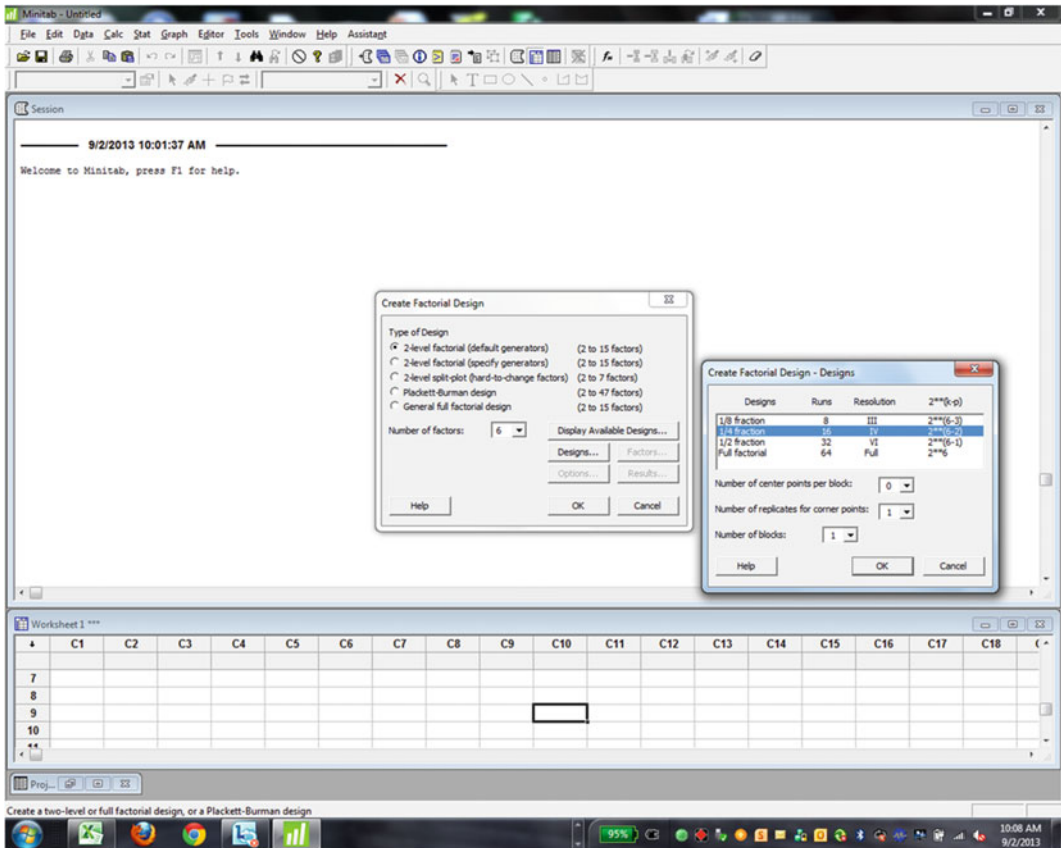 Minitab - Untitled
File Edit Data Calc Stat Graph Editor Tools Window Help Assistant
Session
9/2/2013 10:01:37 AM
Welcome to Minitab, press F1 for help.
Create Factorial Design
Type of Design
2-level factorial (default generators) (2 to 15 factors)
2-level factorial (specify generators) (2 to 15 factors)
2-level split-plot (hard-to-change factors) (2 to 7 factors)
Plackett-Burman design (2 to 47 factors)
General full factorial design (2 to 15 factors)
Number of factors: 6 Display Available Designs...
Designs... Factors...
Options... Results...
Help OK Cancel
Create Factorial Design - Designs
Designs Runs Resolution 2**(k-p)
1/8 fraction 8 III 2**(6-3)
1/4 fraction 16 IV 2**(6-2)
1/2 fraction 32 VI 2**(6-1)
Full factorial 64 Full 2**6
Number of center points per block: 0
Number of replicates for corner points: 1
Number of blocks: 1
Help OK Cancel
Worksheet 1 ***
C1 C2 C3 C4 C5 C6 C7 C8 C9 C10 C11 C12 C13 C14 C15 C16 C17 C18
7
8
9
10
Proj...
Create a two-level or full factorial design, or a Plackett-Burman design
95%
10:08 AM
9/2/2013